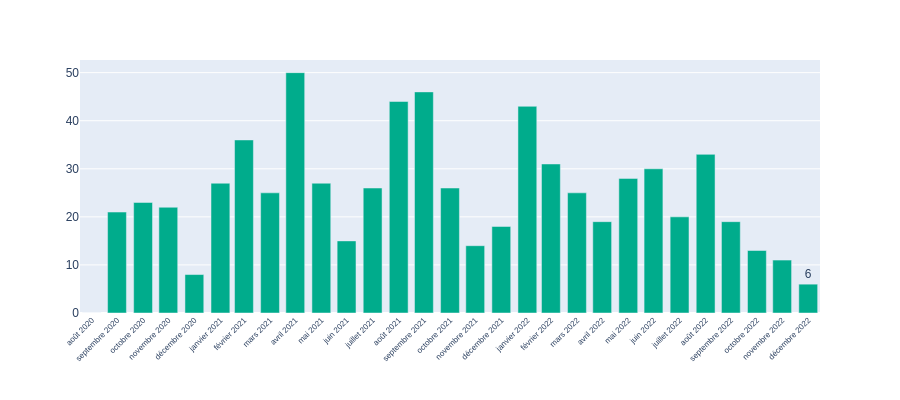 50
40
30
20
10
0
6
août 2020
septembre 2020
octobre 2020
novembre 2020
décembre 2020
janvier 2021
février 2021
mars 2021
avril 2021
mai 2021
juin 2021
juillet 2021
août 2021
septembre 2021
octobre 2021
novembre 2021
décembre 2021
janvier 2022
février 2022
mars 2022
avril 2022
mai 2022
juin 2022
juillet 2022
août 2022
septembre 2022
octobre 2022
novembre 2022
décembre 2022